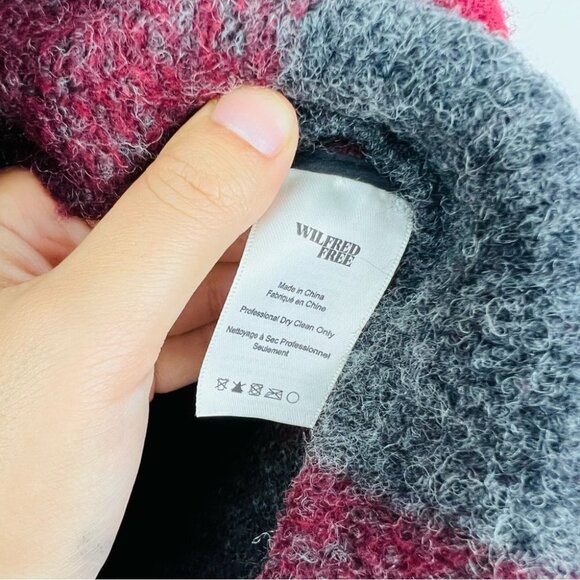 WILFRED
FREE
Made in China
Fabriqué en Chine
Professional Dry Clean Only
Nettoyage à Sec Professionnel
Seulement